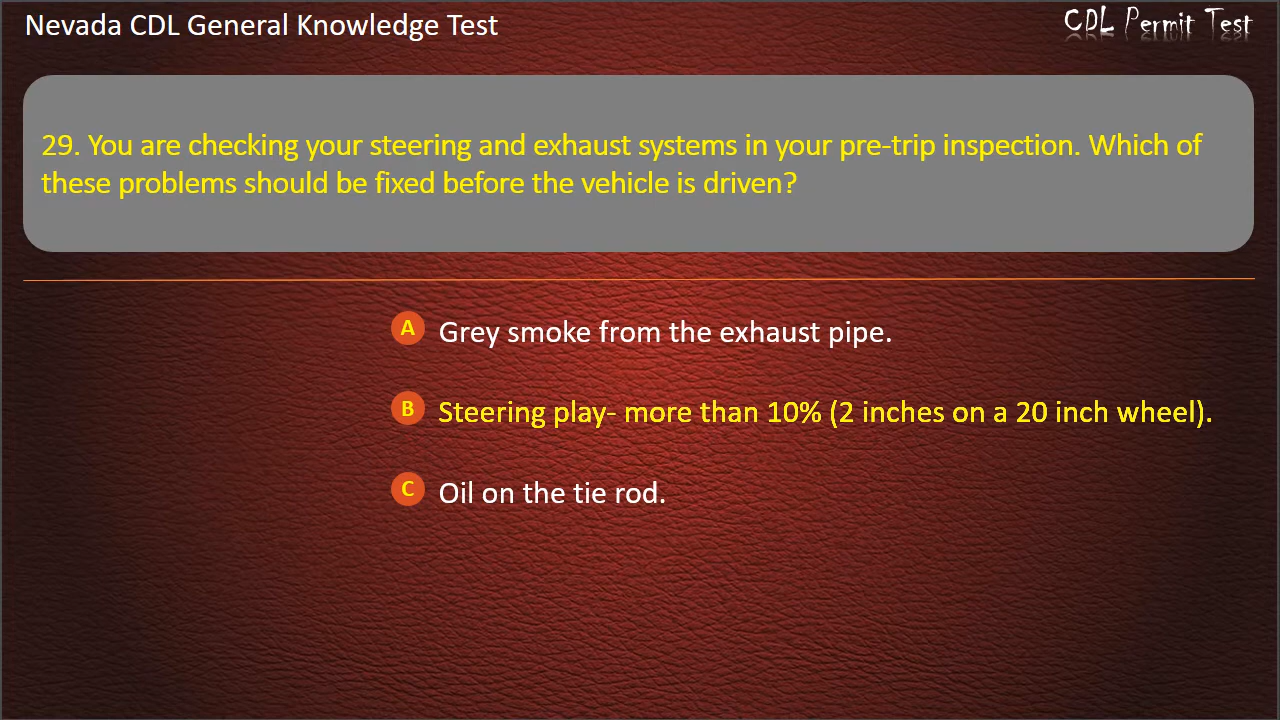 Nevada CDL General Knowledge Test
CDL Permit Test
29. You are checking your steering and exhaust systems in your pre-trip inspection. Which of
these problems should be fixed before the vehicle is driven?
A Grey smoke from the exhaust pipe.
B Steering play- more than 10% (2 inches on a 20 inch wheel).
C Oil on the tie rod.